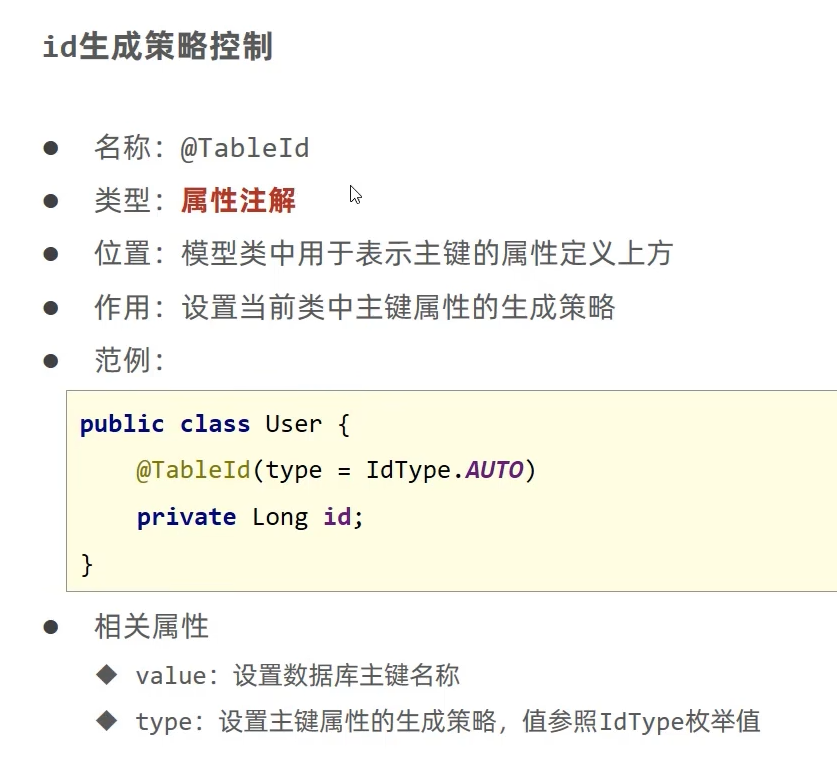 id生成策略控制
● 名称：@TableId
● 类型：属性注解
● 位置：模型类中用于表示主键的属性定义上方
● 作用：设置当前类中主键属性的生成策略
● 范例：
public class User {
    @TableId(type = IdType.AUTO)
    private Long id;
}
● 相关属性
◆ value：设置数据库主键名称
◆ type：设置主键属性的生成策略，值参照IdType枚举值